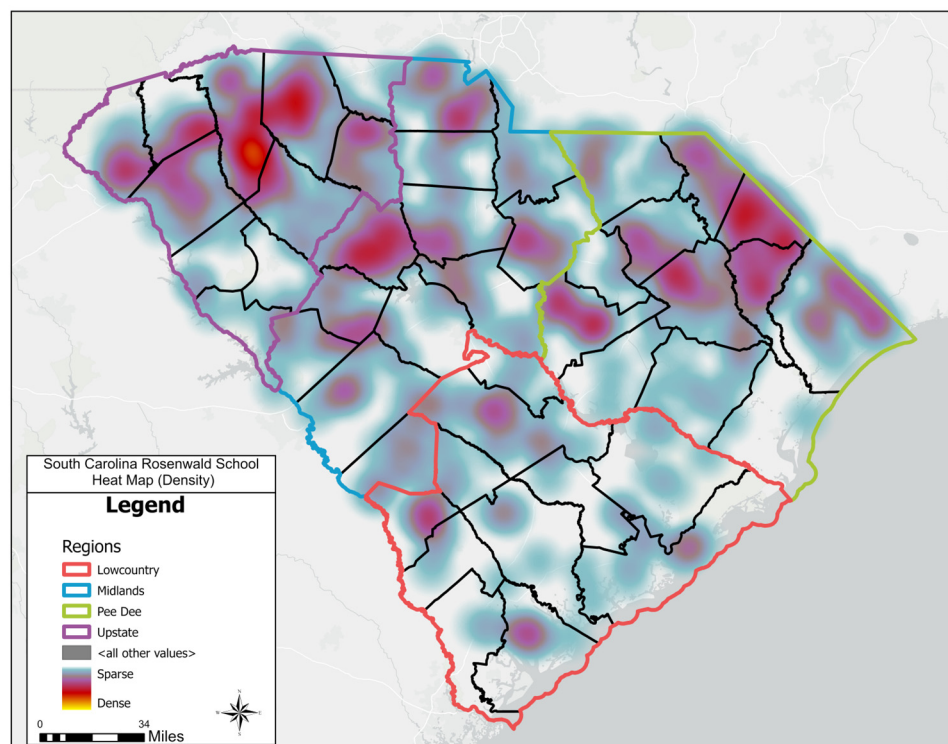 South Carolina Rosenwald School
Heat Map (Density)
Legend
Regions
Lowcountry
Midlands
Pee Dee
Upstate
<all other values>
Sparse
Dense
0 34
Miles
N
W E
S